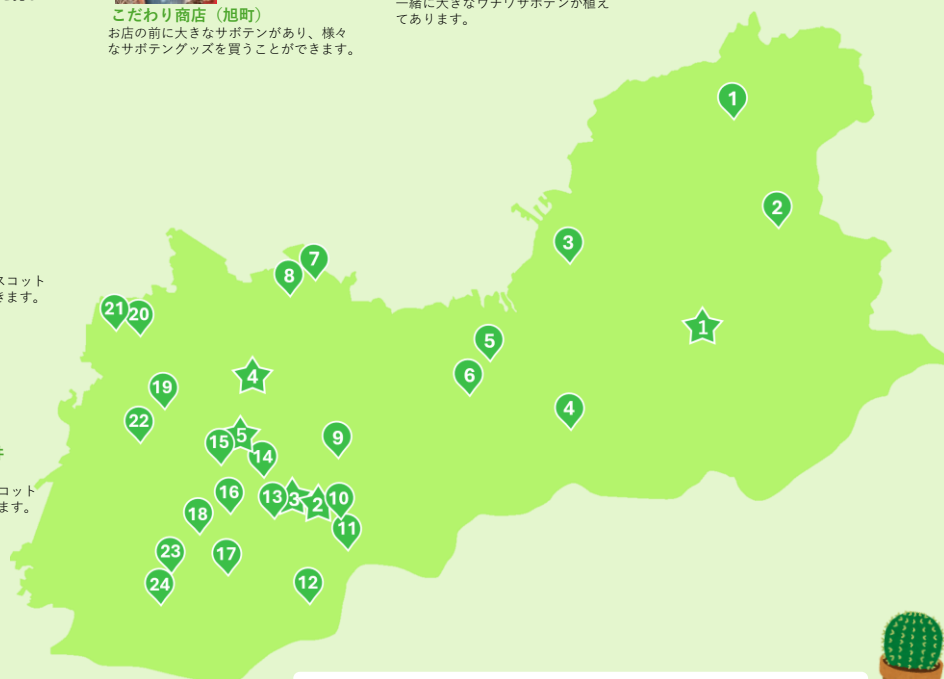 こだわり商店（旭町）
お店の前に大きなサボテンがあり、様々
なサボテングッズを買うことができます。
一緒に大きなウチワサボテンが植え
てあります。
1
2
3
7
8
スコット
きます。
21
20
1
5
4
6
19
4
22
5
15
9
14
井
コット
ます。
16
13
3
2
10
18
11
23
17
24
12